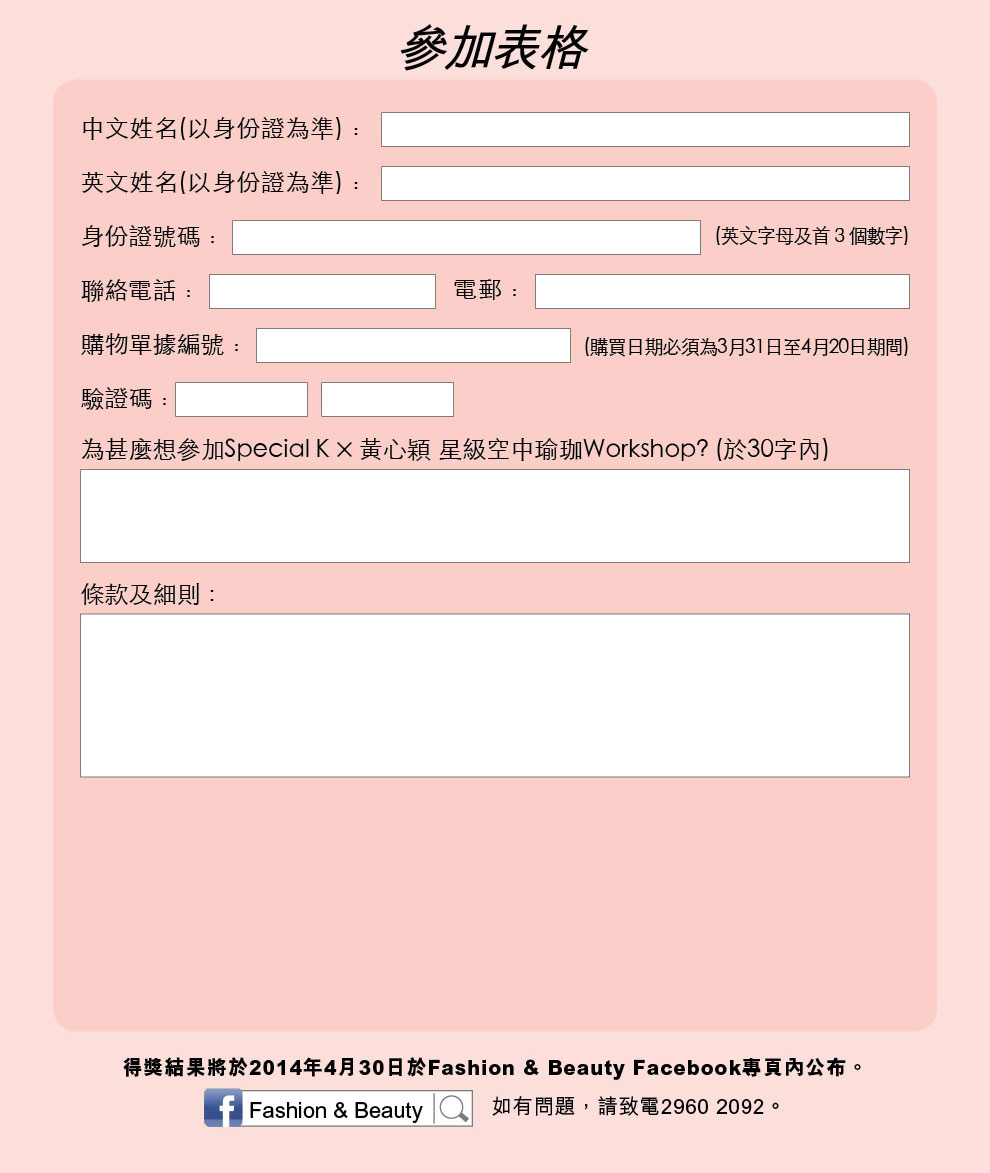 參加表格
中文姓名(以身份證為準)：
英文姓名(以身份證為準)：
身份證號碼： (英文字母及首 3 個數字)
聯絡電話： 電郵：
購物單據編號： (購買日期必須為3月31日至4月20日期間)
驗證碼：
為甚麼想參加Special K × 黃心穎 星級空中瑜珈Workshop? (於30字內)
條款及細則：
得獎結果將於2014年4月30日於Fashion & Beauty Facebook專頁內公布。
f Fashion & Beauty 如有問題，請致電2960 2092。